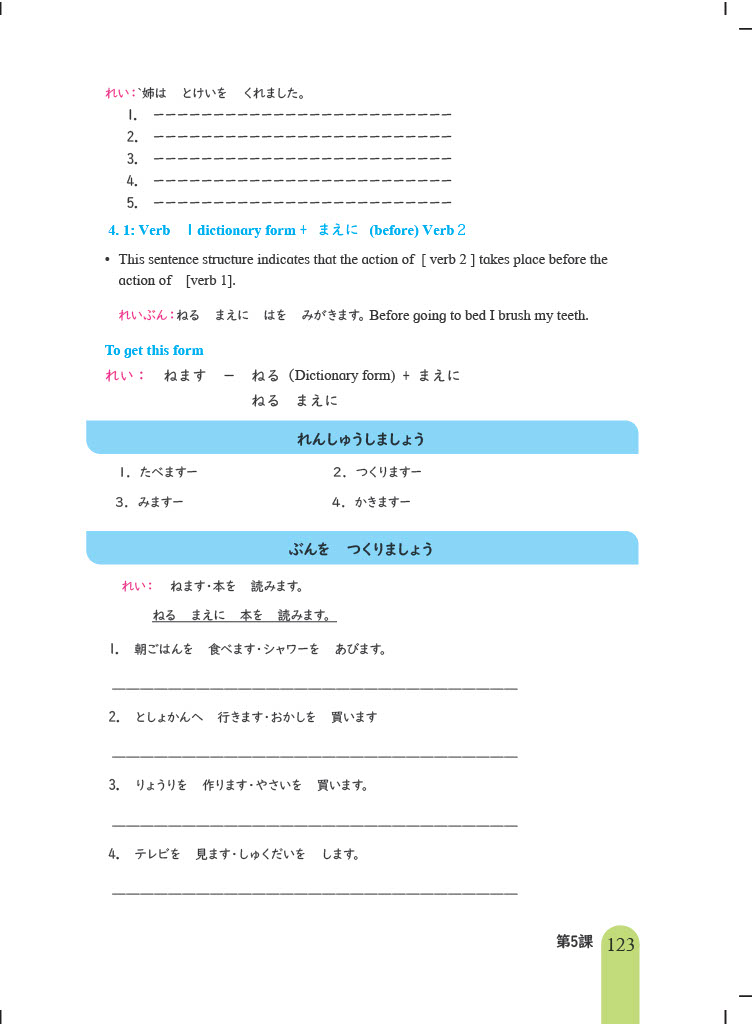 れい：`姉は　とけいを　くれました。
1. ー－－－－－－－－－－－－－－－－－－－－－－－－
2. ー－－－－－－－－－－－－－－－－－－－－－－－－
3. ー－－－－－－－－－－－－－－－－－－－－－－－－
4. ー－－－－－－－－－－－－－－－－－－－－－－－－
5. ー－－－－－－－－－－－－－－－－－－－－－－－－
4. 1: Verb　1 dictionary form + まえに (before) Verb２
• This sentence structure indicates that the action of [ verb 2 ] takes place before the
action of [verb 1].
れいぶん：ねる　まえに　はを　みがきます。Before going to bed I brush my teeth.
To get this form
れい：　ねます　－　ねる（Dictionary form) + まえに
ねる　まえに
れんしゅうしましょう
1. たべますー　2. つくりますー
3. みますー　4. かきますー
ぶんを　つくりましょう
れい：　ねます・本を　読みます。
ねる　まえに　本を　読みます。
1.　朝ごはんを　食べます・シャワーを　あびます。
_____________________________
2.　としょかんへ　行きます・おかしを　買います
_____________________________
3.　りょうりを　作ります・やさいを　買います。
_____________________________
4.　テレビを　見ます・しゅくだいを　します。
_____________________________
第5課 123